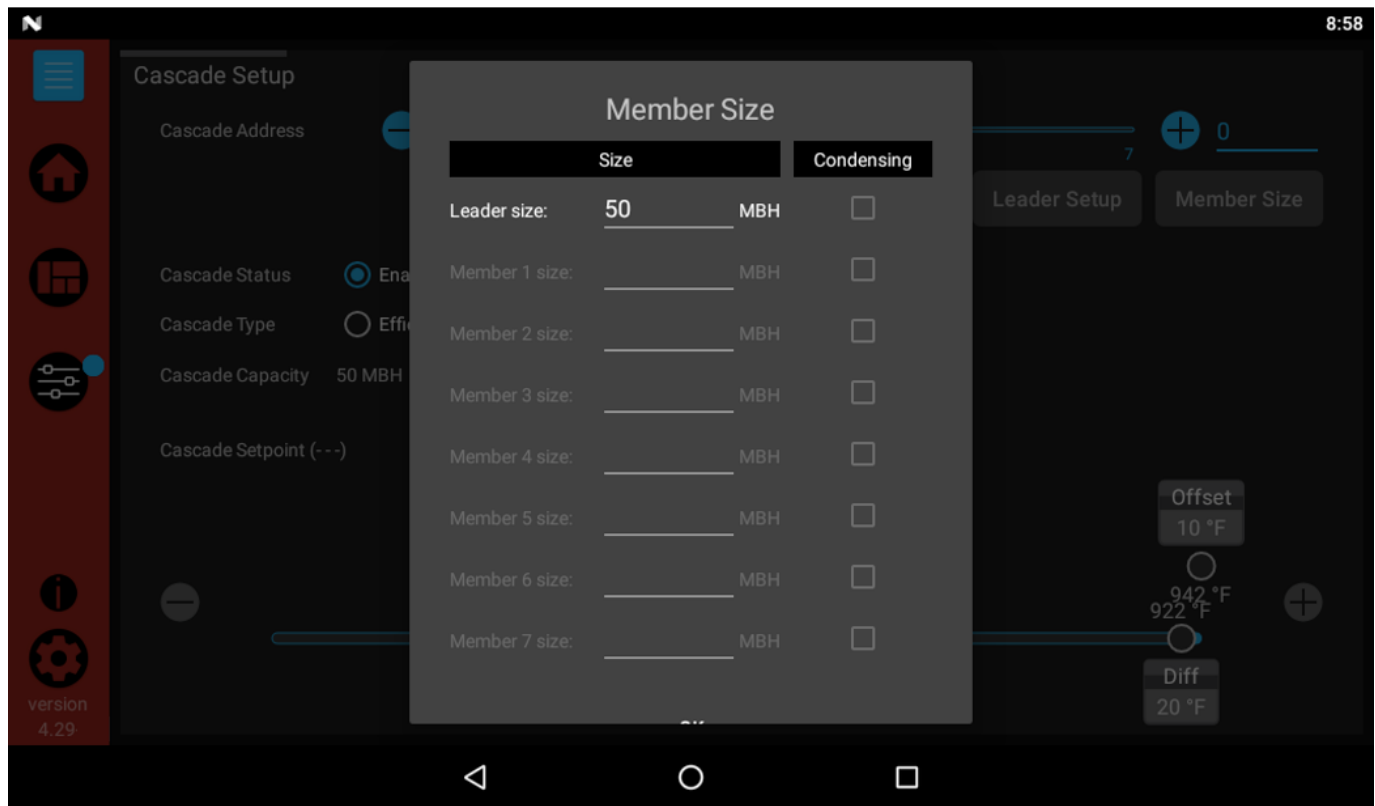 8:58
Cascade Setup
Cascade Address
7
0
Leader Setup
Member Size
Cascade Status
Ena
Cascade Type
Effi
Cascade Capacity 50 MBH
Cascade Setpoint (---)
Offset
10 °F
942 °F
922 °F
Diff
20 °F
version
4.29
Member Size
Size Condensing
Leader size: 50 MBH
Member 1 size: MBH
Member 2 size: MBH
Member 3 size: MBH
Member 4 size: MBH
Member 5 size: MBH
Member 6 size: MBH
Member 7 size: MBH